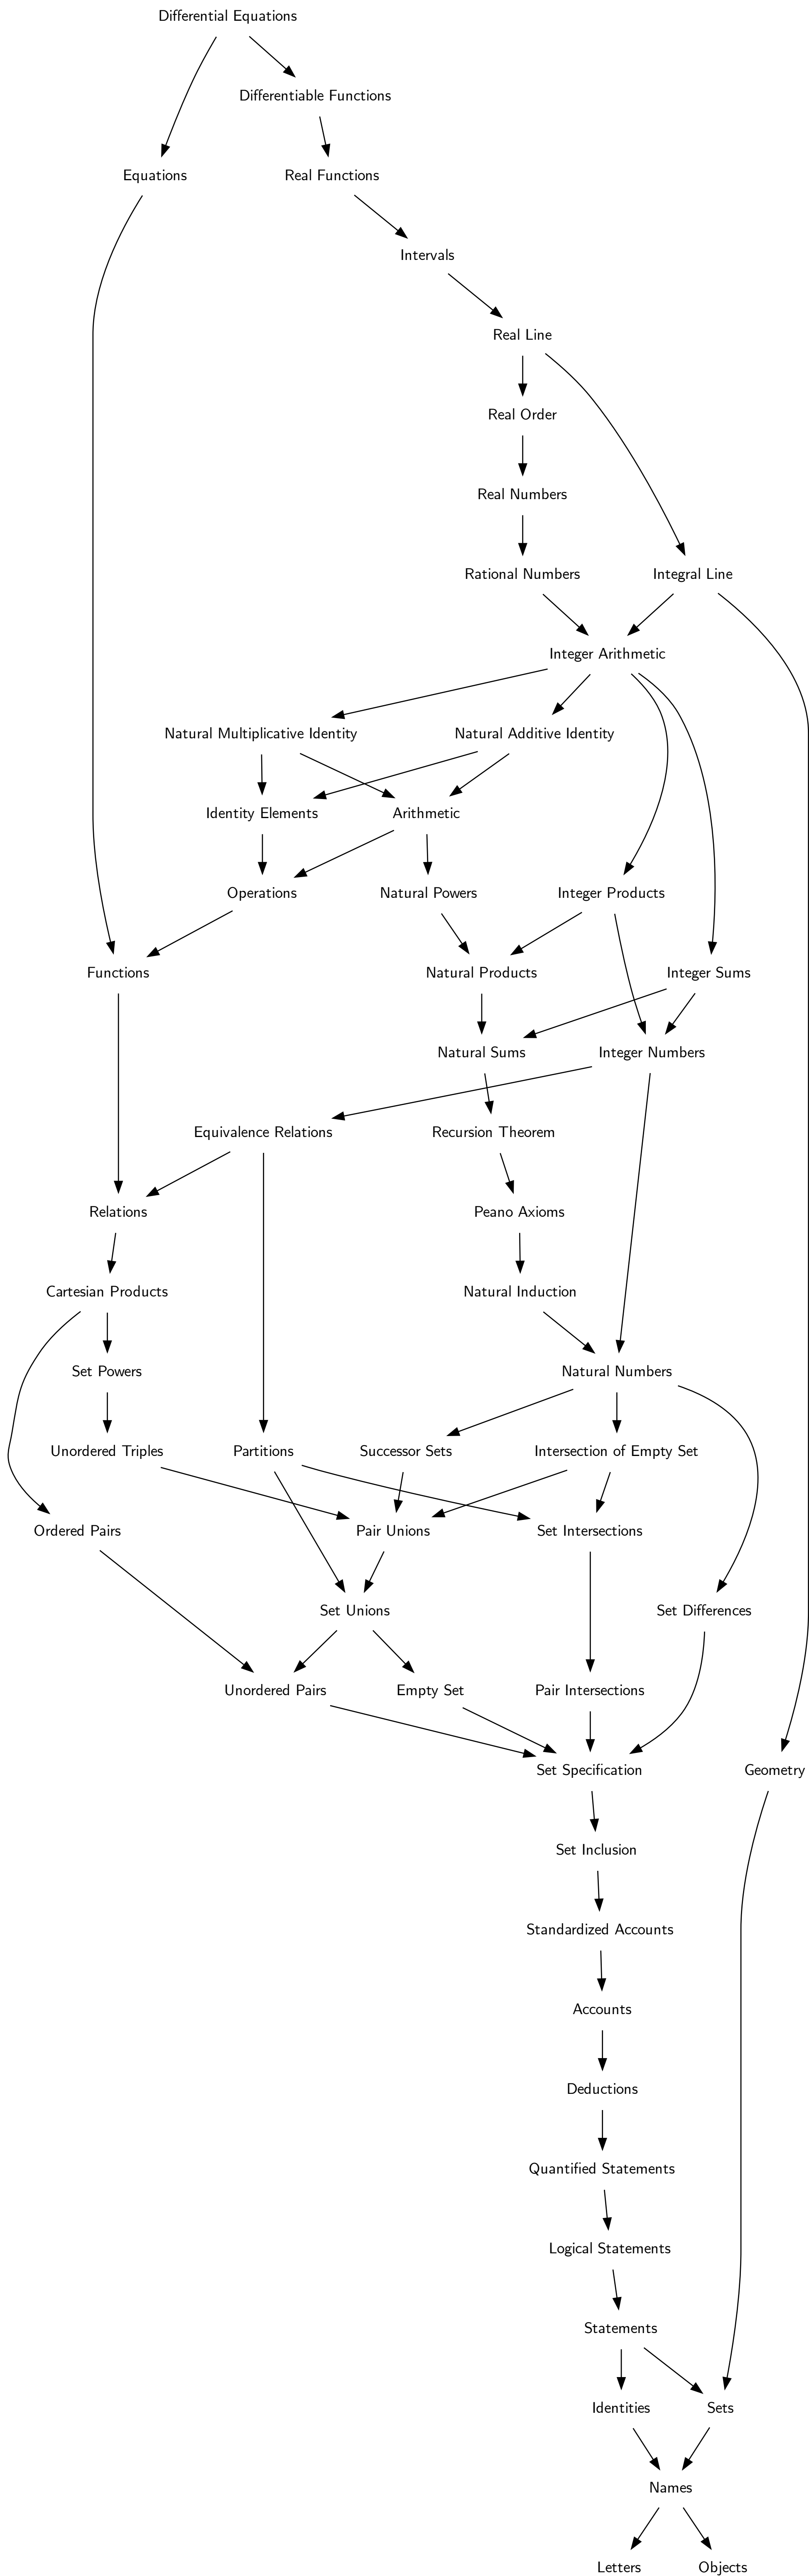 Differential Equations
Differentiable Functions
Equations
Real Functions
Intervals
Real Line
Real Order
Real Numbers
Rational Numbers
Integral Line
Integer Arithmetic
Natural Multiplicative Identity
Natural Additive Identity
Identity Elements
Arithmetic
Operations
Natural Powers
Integer Products
Functions
Natural Products
Integer Sums
Natural Sums
Integer Numbers
Equivalence Relations
Recursion Theorem
Relations
Peano Axioms
Cartesian Products
Natural Induction
Set Powers
Natural Numbers
Unordered Triples
Partitions
Successor Sets
Intersection of Empty Set
Ordered Pairs
Pair Unions
Set Intersections
Set Unions
Set Differences
Unordered Pairs
Empty Set
Pair Intersections
Set Specification
Geometry
Set Inclusion
Standardized Accounts
Accounts
Deductions
Quantified Statements
Logical Statements
Statements
Identities
Sets
Names
Letters
Objects